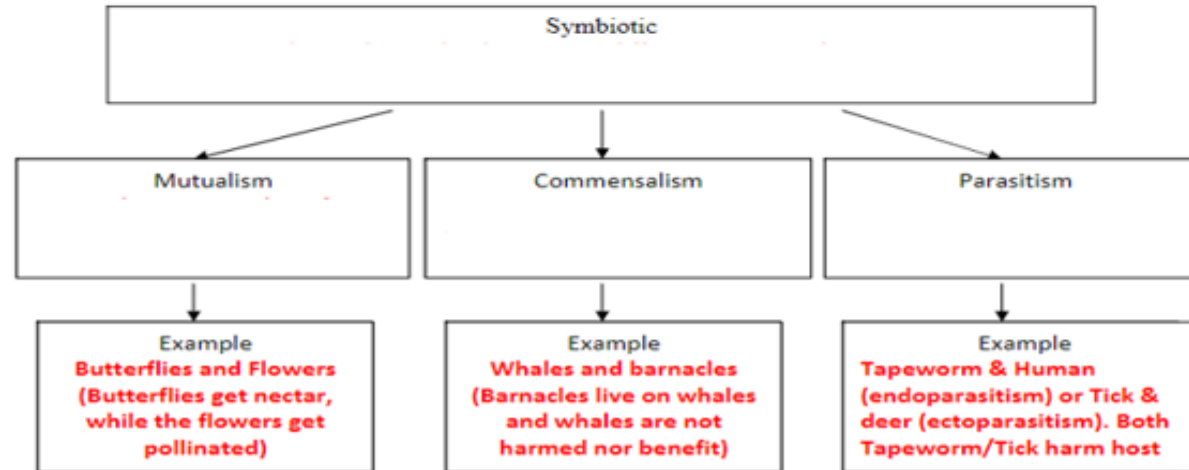 Symbiotic
Mutualism
Commensalism
Parasitism
Example
Butterflies and Flowers
(Butterflies get nectar,
while the flowers get
pollinated)
Example
Whales and barnacles
(Barnacles live on whales
and whales are not
harmed nor benefit)
Example
Tapeworm & Human
(endoparasitism) or Tick &
deer (ectoparasitism). Both
Tapeworm/Tick harm host